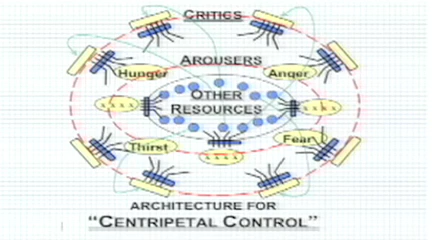 CRITICS
AROUSERS
Hunger
Anger
OTHER
RESOURCES
X X X X
X X X X
Thirst
Fear
X X X X
ARCHITECTURE FOR
"CENTRIPETAL CONTROL"